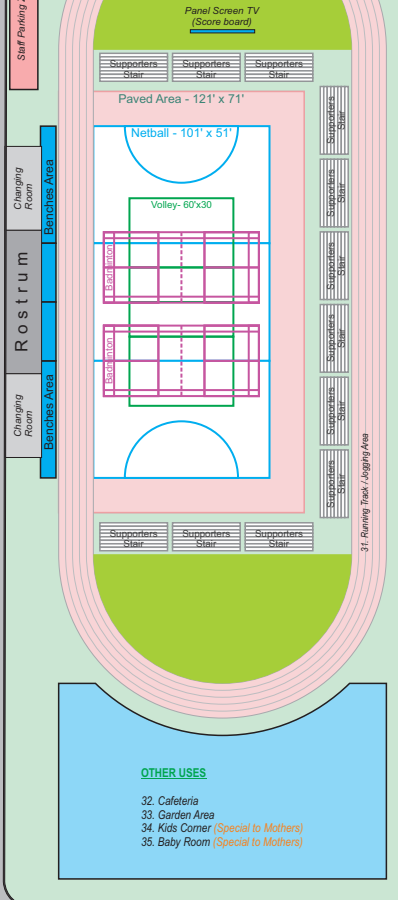 Panel Screen TV
(Score board)
Staff Parking
Supporters
Stair
Supporters
Stair
Supporters
Stair
Paved Area - 121' x 71'
Netball - 101' x 51'
Volley- 60'x30
Badminton
Badminton
Changing
Room
Benches Area
Rostrum
Changing
Room
Benches Area
Supporters
Stair
Supporters
Stair
Supporters
Stair
Supporters
Stair
Supporters
Stair
Supporters
Stair
31. Running Track / Jogging Area
Supporters
Stair
Supporters
Stair
Supporters
Stair
OTHER USES
32. Cafeteria
33. Garden Area
34. Kids Corner (Special to Mothers)
35. Baby Room (Special to Mothers)